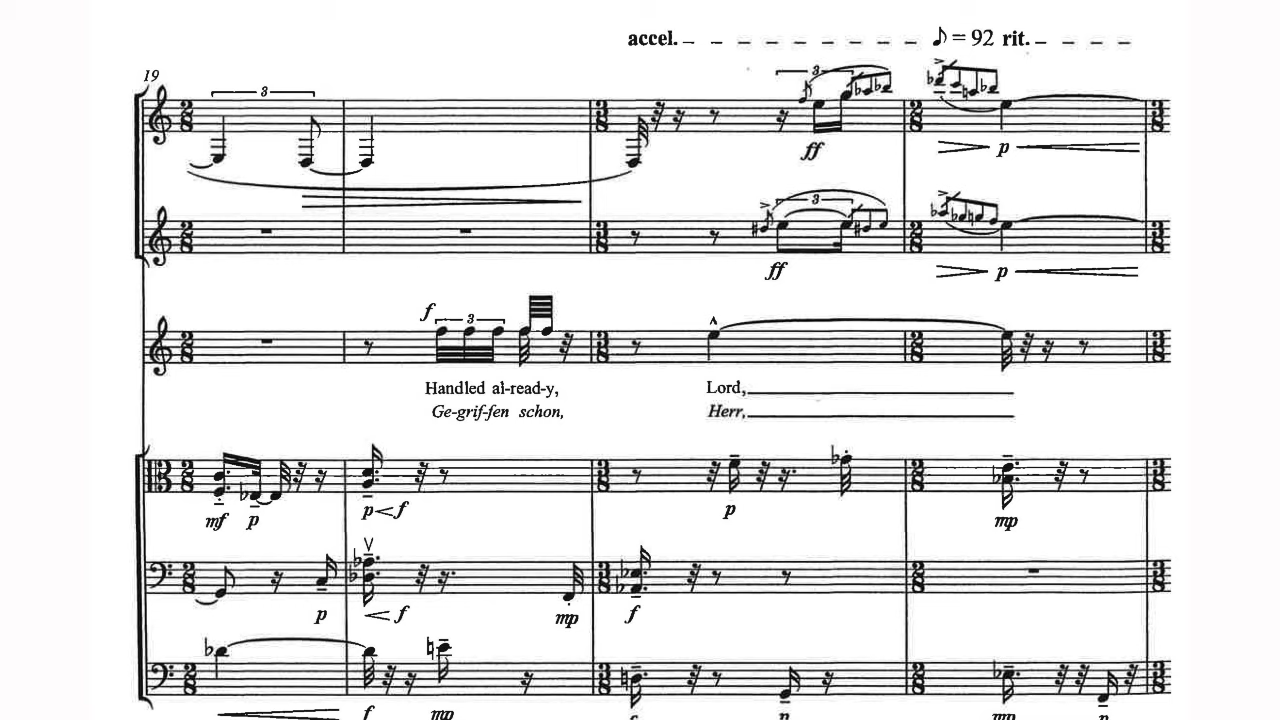 accel. ♪ = 92 rit.
19
3 3
ff p
3
ff p
f 3
Handled al-read-y, Lord,
Ge-grif-fen schon, Herr,
mf p p f p mp
p f mp f
f mp